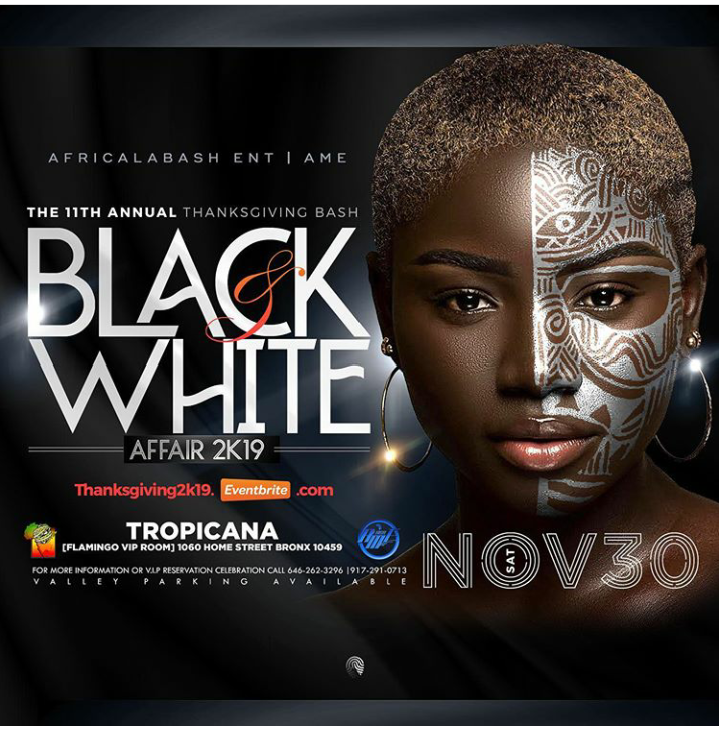 AFRICALABASH ENT | AME
THE 11TH ANNUAL THANKSGIVING BASH
BLACK &
WHITE
AFFAIR 2K19
Thanksgiving2k19. Eventbrite .com
TROPICANA
[FLAMINGO VIP ROOM] 1060 HOME STREET BRONX 10459
FOR MORE INFORMATION OR V.I.P RESERVATION CELEBRATION CALL 646-262-3296 | 917-291-0713
VALLEY PARKING AVAILABLE
NOV 30
SAT